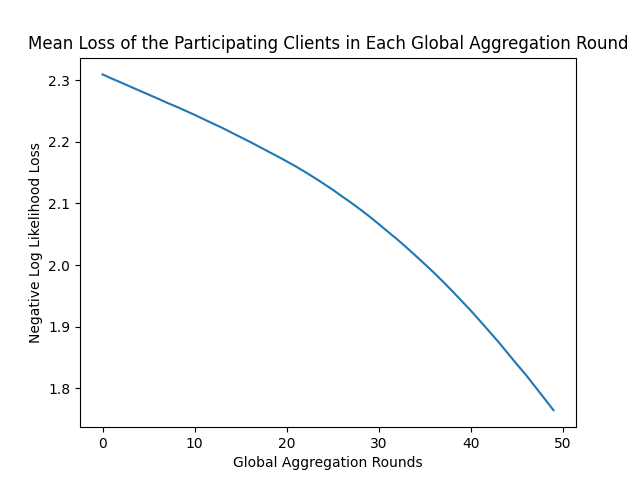 Mean Loss of the Participating Clients in Each Global Aggregation Round
Negative Log Likelihood Loss
2.3
2.2
2.1
2.0
1.9
1.8
0 10 20 30 40 50
Global Aggregation Rounds